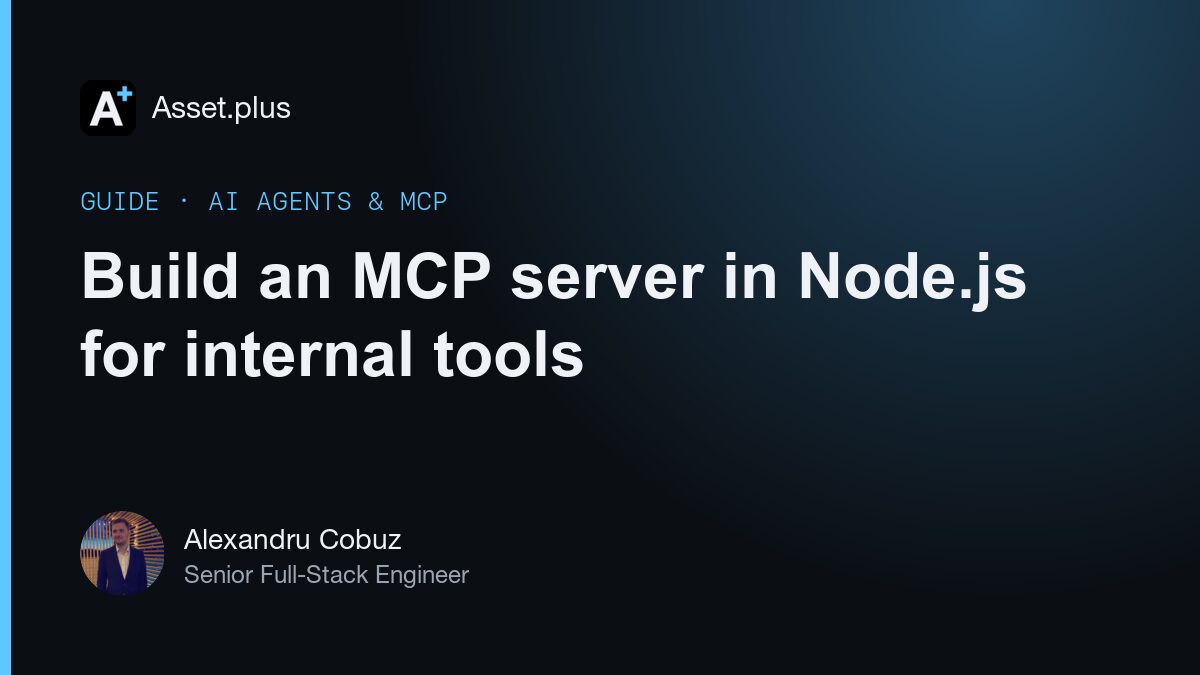 A+ Asset.plus
GUIDE · AI AGENTS & MCP
Build an MCP server in Node.js
for internal tools
Alexandru Cobuz
Senior Full-Stack Engineer